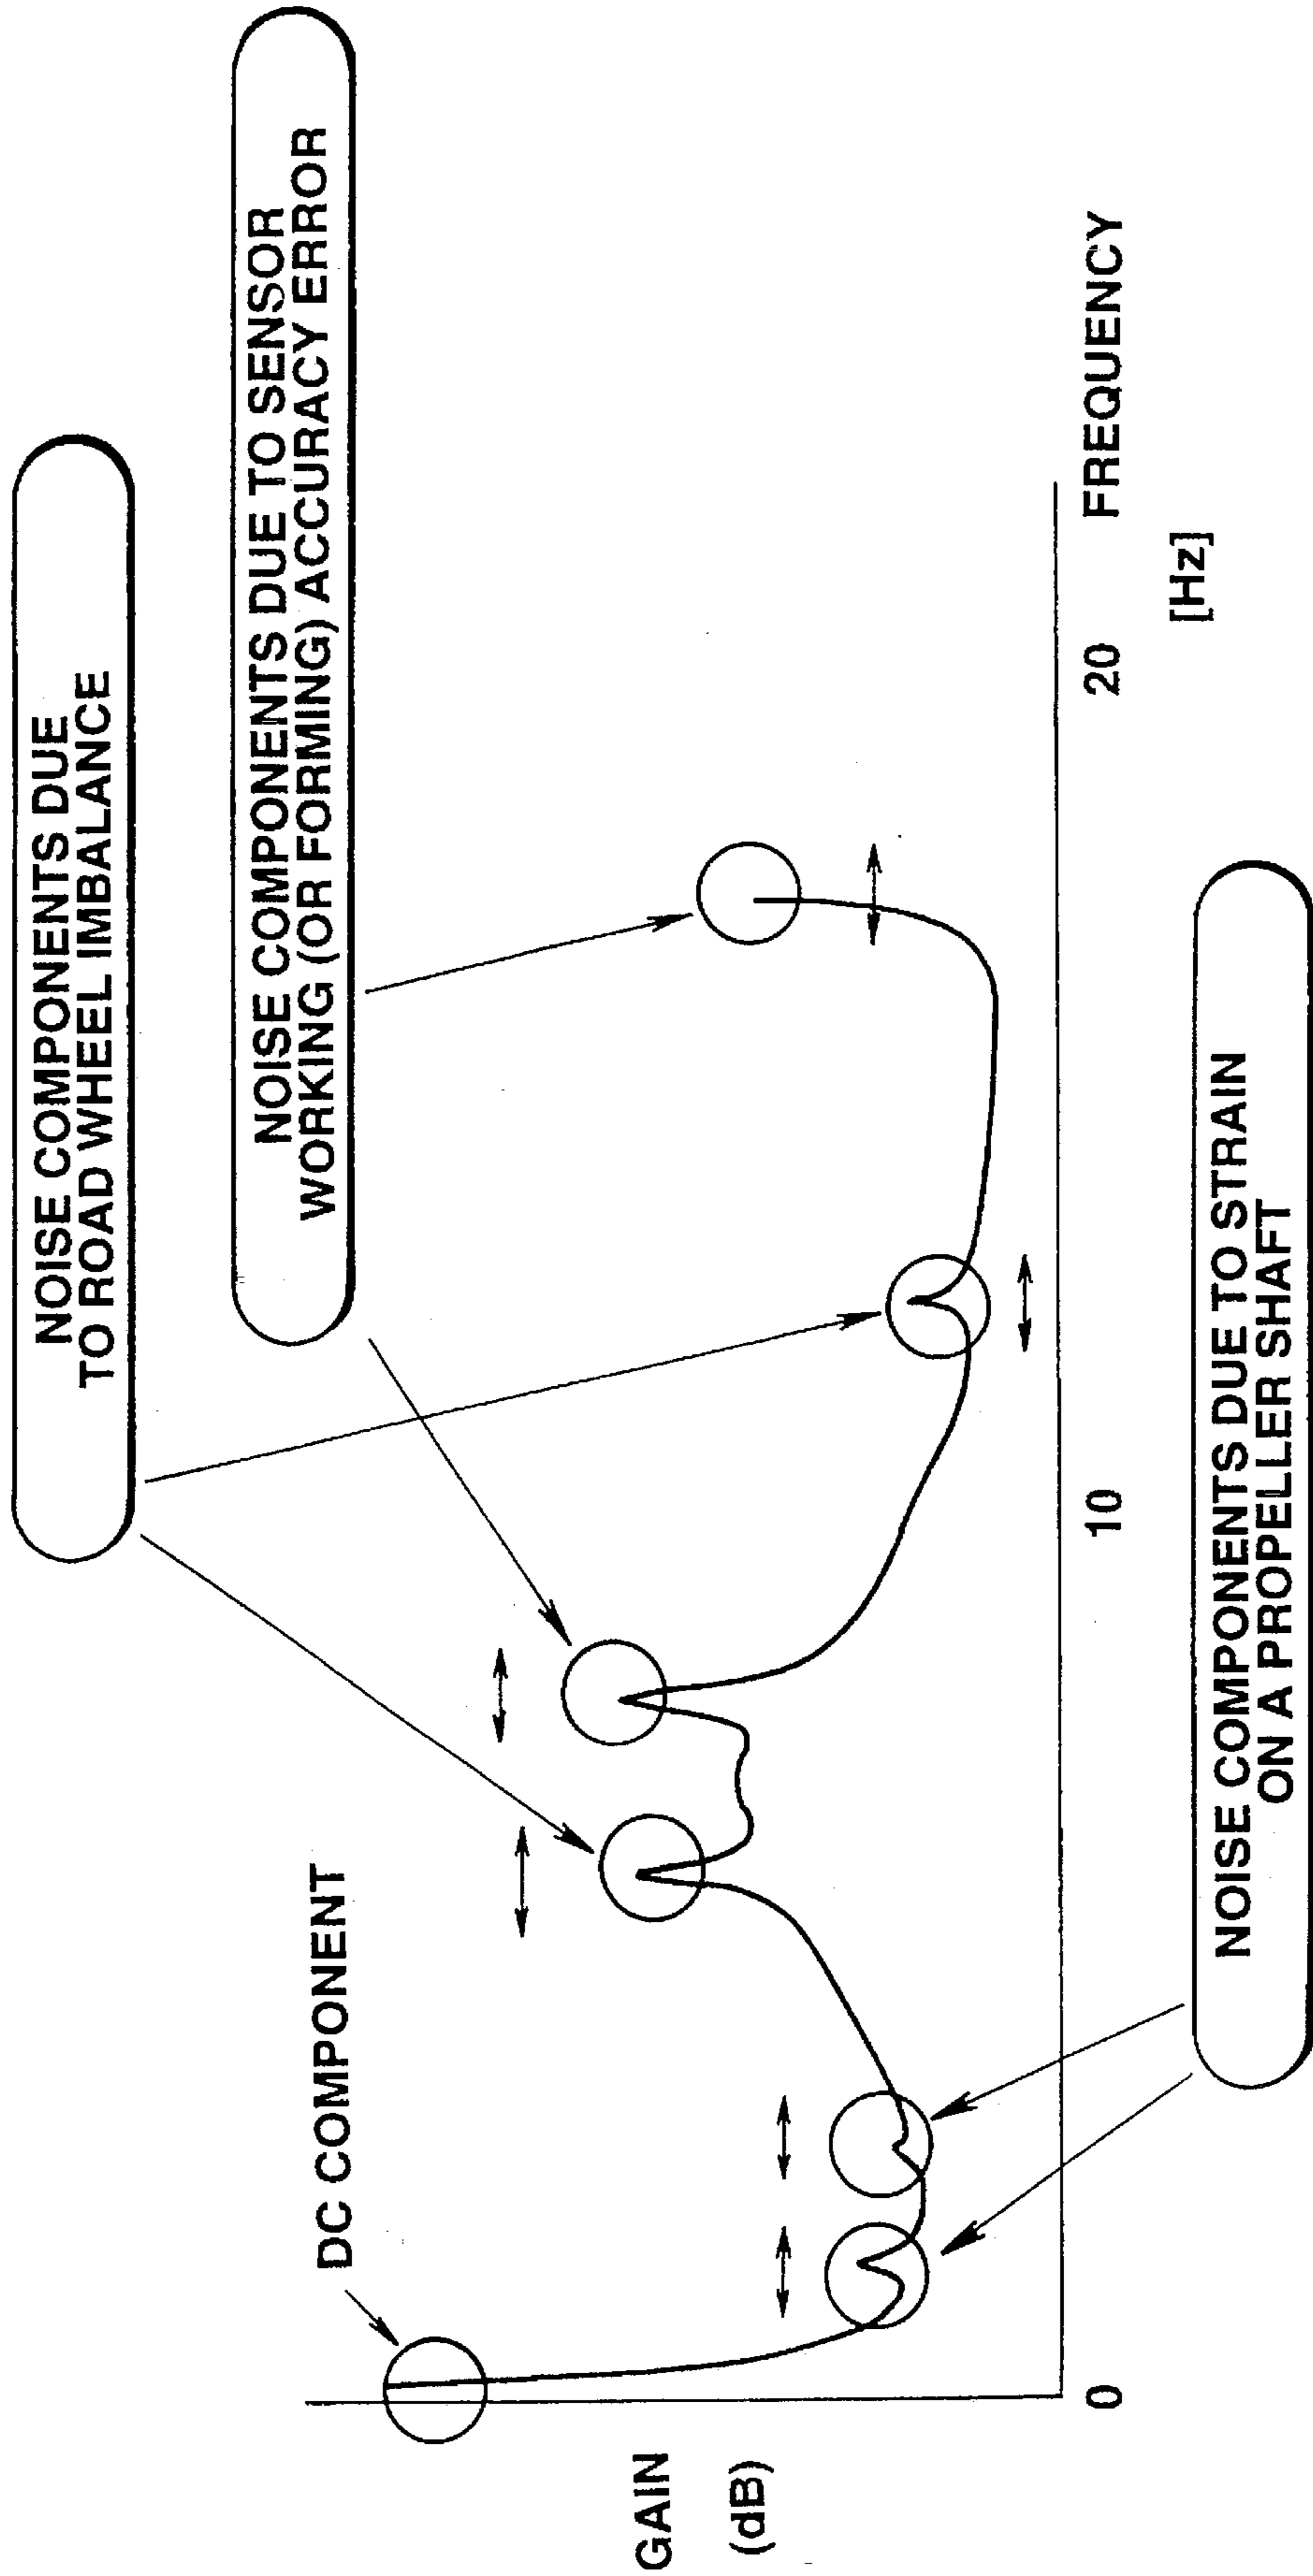 NOISE COMPONENTS DUE
TO ROAD WHEEL IMBALANCE
NOISE COMPONENTS DUE TO SENSOR
WORKING (OR FORMING) ACCURACY ERROR
DC COMPONENT
GAIN
(dB)
0
10
20
FREQUENCY
[Hz]
NOISE COMPONENTS DUE TO STRAIN
ON A PROPELLER SHAFT